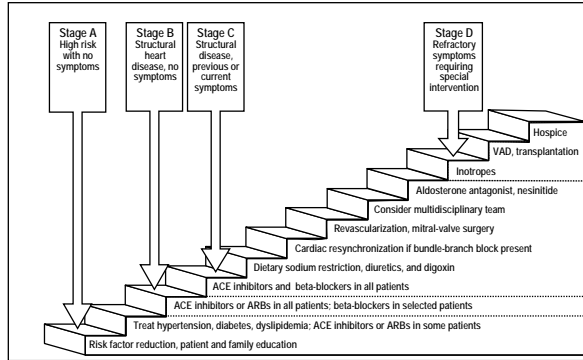 Stage A
High risk
with no
symptoms
Stage B
Structural
heart
disease, no
symptoms
Stage C
Structural
disease,
previous or
current
symptoms
Stage D
Refractory
symptoms
requiring
special
intervention
Hospice
VAD, transplantation
Inotropes
Aldosterone antagonist, nesinitide
Consider multidisciplinary team
Revascularization, mitral-valve surgery
Cardiac resynchronization if bundle-branch block present
Dietary sodium restriction, diuretics, and digoxin
ACE inhibitors and beta-blockers in all patients
ACE inhibitors or ARBs in all patients; beta-blockers in selected patients
Treat hypertension, diabetes, dyslipidemia; ACE inhibitors or ARBs in some patients
Risk factor reduction, patient and family education